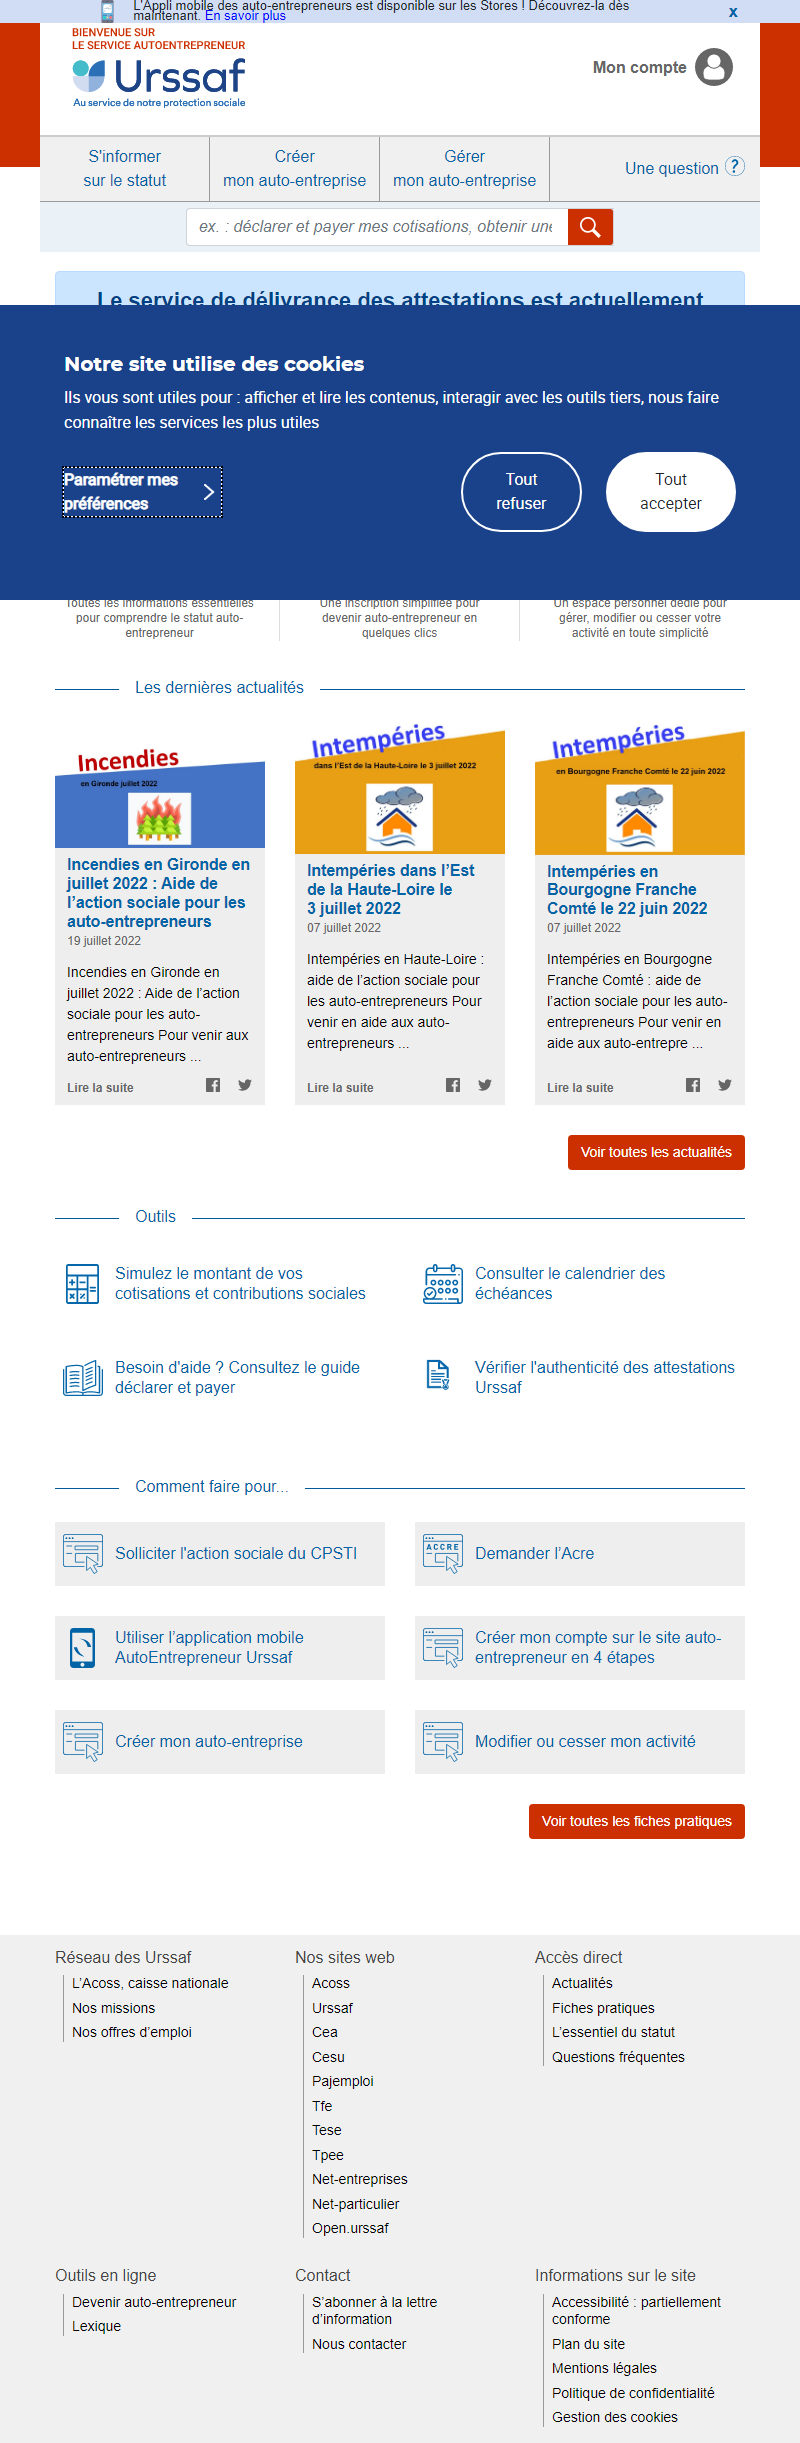 L'Appli mobile des auto-entrepreneurs est disponible sur les Stores ! Découvrez-la dès
maintenant. En savoir plus
x
BIENVENUE SUR
LE SERVICE AUTOENTREPRENEUR
Urssaf
Au service de notre protection sociale
Mon compte
S'informer
sur le statut
Créer
mon auto-entreprise
Gérer
mon auto-entreprise
Une question ?
ex. : déclarer et payer mes cotisations, obtenir une
Le service de délivrance des attestations est actuellement
Notre site utilise des cookies
Ils vous sont utiles pour : afficher et lire les contenus, interagir avec les outils tiers, nous faire
connaître les services les plus utiles
Paramétrer mes
préférences
Tout
refuser
Tout
accepter
Toutes les informations essentielles
pour comprendre le statut auto-
entrepreneur
Une inscription simplifiée pour
devenir auto-entrepreneur en
quelques clics
Un espace personnel dédié pour
gérer, modifier ou cesser votre
activité en toute simplicité
Les dernières actualités
Incendies
en Gironde juillet 2022
Incendies en Gironde en
juillet 2022 : Aide de
l’action sociale pour les
auto-entrepreneurs
19 juillet 2022
Incendies en Gironde en
juillet 2022 : Aide de l’action
sociale pour les auto-
entrepreneurs Pour venir aux
auto-entrepreneurs ...
Lire la suite
Intempéries
dans l’Est de la Haute-Loire le 3 juillet 2022
Intempéries dans l’Est
de la Haute-Loire le
3 juillet 2022
07 juillet 2022
Intempéries en Haute-Loire :
aide de l’action sociale pour
les auto-entrepreneurs Pour
venir en aide aux auto-
entrepreneurs ...
Lire la suite
Intempéries
en Bourgogne Franche Comté le 22 juin 2022
Intempéries en
Bourgogne Franche
Comté le 22 juin 2022
07 juillet 2022
Intempéries en Bourgogne
Franche Comté : aide de
l’action sociale pour les auto-
entrepreneurs Pour venir en
aide aux auto-entrepre ...
Lire la suite
Voir toutes les actualités
Outils
Simulez le montant de vos
cotisations et contributions sociales
Consulter le calendrier des
échéances
Besoin d'aide ? Consultez le guide
déclarer et payer
Vérifier l'authenticité des attestations
Urssaf
Comment faire pour...
Solliciter l'action sociale du CPSTI
ACCRE
Demander l’Acre
Utiliser l’application mobile
AutoEntrepreneur Urssaf
Créer mon compte sur le site auto-
entrepreneur en 4 étapes
Créer mon auto-entreprise
Modifier ou cesser mon activité
Voir toutes les fiches pratiques
Réseau des Urssaf
L’Acoss, caisse nationale
Nos missions
Nos offres d’emploi
Nos sites web
Acoss
Urssaf
Cea
Cesu
Pajemploi
Tfe
Tese
Tpee
Net-entreprises
Net-particulier
Open.urssaf
Accès direct
Actualités
Fiches pratiques
L’essentiel du statut
Questions fréquentes
Outils en ligne
Devenir auto-entrepreneur
Lexique
Contact
S’abonner à la lettre
d’information
Nous contacter
Informations sur le site
Accessibilité : partiellement
conforme
Plan du site
Mentions légales
Politique de confidentialité
Gestion des cookies